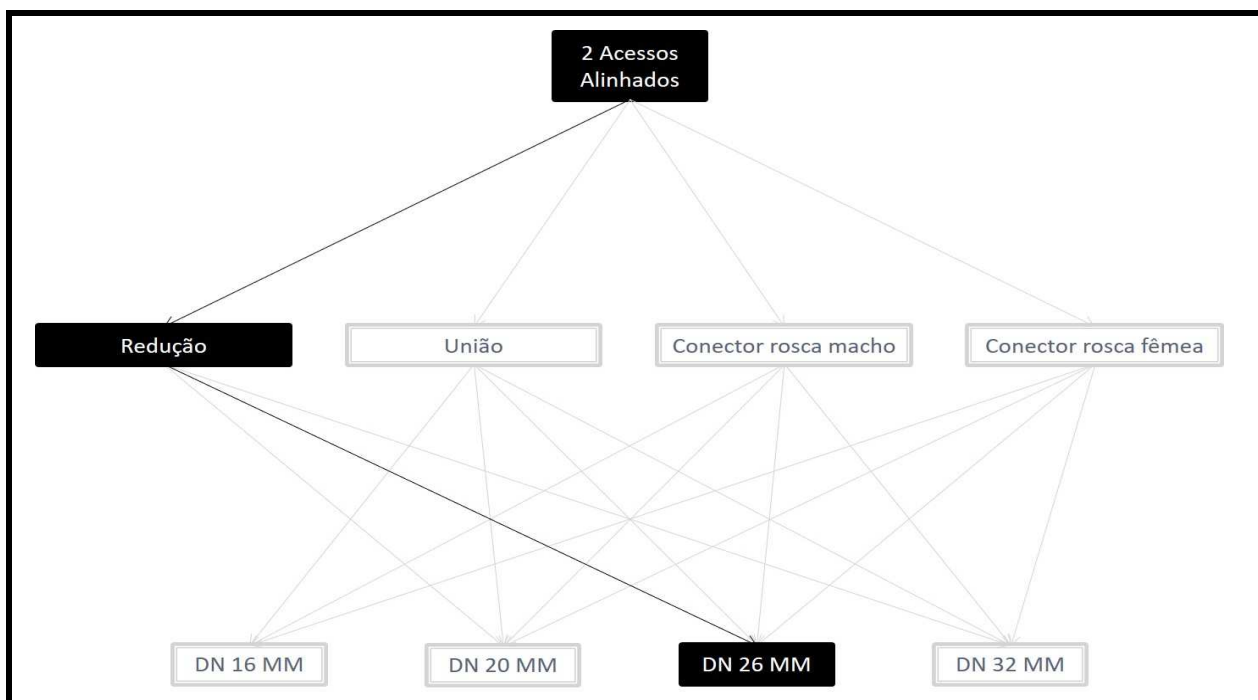 2 Acessos
Alinhados
Redução
União
Conector rosca macho
Conector rosca fêmea
DN 16 MM
DN 20 MM
DN 26 MM
DN 32 MM